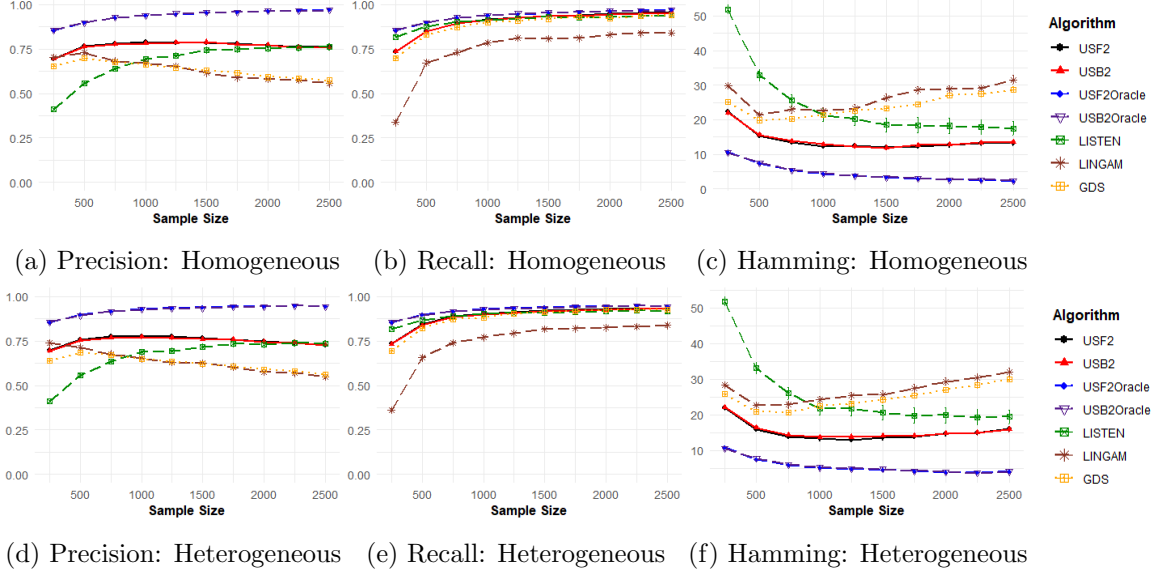 1.00
0.75
0.50
0.25
0.00
500 1000 1500 2000 2500
Sample Size
1.00
0.75
0.50
0.25
0.00
500 1000 1500 2000 2500
Sample Size
50
40
30
20
10
0
500 1000 1500 2000 2500
Sample Size
Algorithm
USF2
USB2
USF2Oracle
USB2Oracle
LISTEN
LINGAM
GDS
(a) Precision: Homogeneous
(b) Recall: Homogeneous
(c) Hamming: Homogeneous
1.00
0.75
0.50
0.25
0.00
500 1000 1500 2000 2500
Sample Size
1.00
0.75
0.50
0.25
0.00
500 1000 1500 2000 2500
Sample Size
50
40
30
20
10
500 1000 1500 2000 2500
Sample Size
Algorithm
USF2
USB2
USF2Oracle
USB2Oracle
LISTEN
LINGAM
GDS
(d) Precision: Heterogeneous
(e) Recall: Heterogeneous
(f) Hamming: Heterogeneous